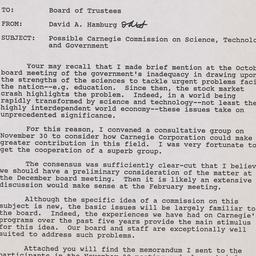 TO: Board of Trustees
FROM: David A. Hamburg
SUBJECT: Possible Carnegie Commission on Science, Technolo
and Government
Your may recall that I made brief mention at the Octob
board meeting of the government's inadequacy in drawing upon
the strengths of the sciences to tackle urgent problems faci
the nation--e.g. education. Since then, the stock market
crash highlights the problem. Indeed, in a world being
rapidly transformed by science and technology--not least the
highly interdependent world economy--these issues take on
unprecedented significance.
For this reason, I convened a consultative group on
November 30 to consider how Carnegie Corporation could make
greater contribution in this field. I was very fortunate to
get the cooperation of a superb group.
The consensus was sufficiently clear-cut that I believ
we should have a preliminary consideration of the matter at
the December board meeting. Then it is likely an extensive
discussion would make sense at the February meeting.
Although the specific idea of a commission on this
subject is new, the basic issues will be largely familiar to
the board. Indeed, the experiences we have had on Carnegie'
programs over the past five years provide the main stimulus
for this idea. Our board and staff are exceptionally well
suited to address such problems.
Attached you will find the memorandum I sent to the
participants in the November 30 meeting